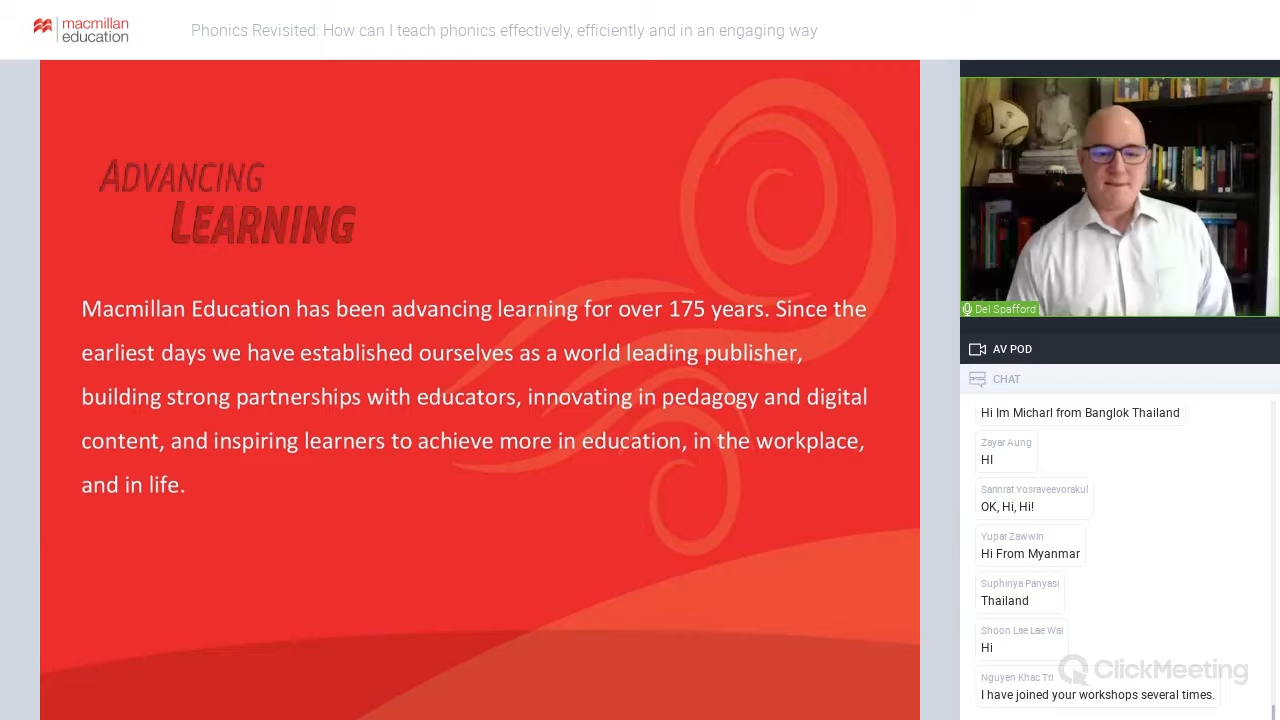 macmillan
education
Phonics Revisited: How can I teach phonics effectively, efficiently and in an engaging way
ADVANCING
LEARNING
Macmillan Education has been advancing learning for over 175 years. Since the
earliest days we have established ourselves as a world leading publisher,
building strong partnerships with educators, innovating in pedagogy and digital
content, and inspiring learners to achieve more in education, in the workplace,
and in life.
Del Spafford
AV POD
CHAT
Hi Im Micharl from Banglok Thailand
Zayar Aung
HI
Sarinrat Yosraveevorakul
OK, Hi, Hi!
Yupar Zawwin
Hi From Myanmar
Suphinya Panyasi
Thailand
Shoon Lae Lae Wai
Hi
ClickMeeting
Nguyen Khac Tri
I have joined your workshops several times.